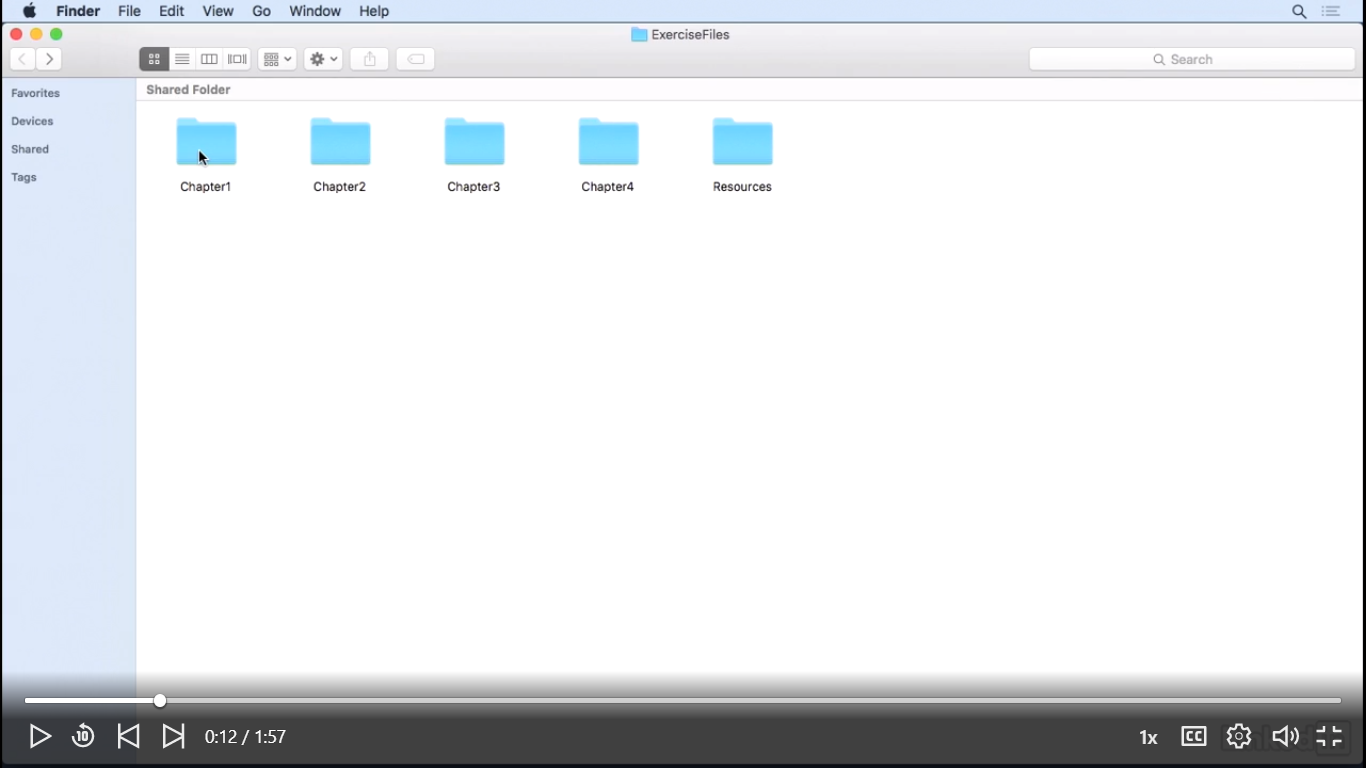 Finder File Edit View Go Window Help
ExerciseFiles
Search
Favorites
Devices
Shared
Tags
Shared Folder
Chapter1 Chapter2 Chapter3 Chapter4 Resources
10 0:12 / 1:57 1x CC